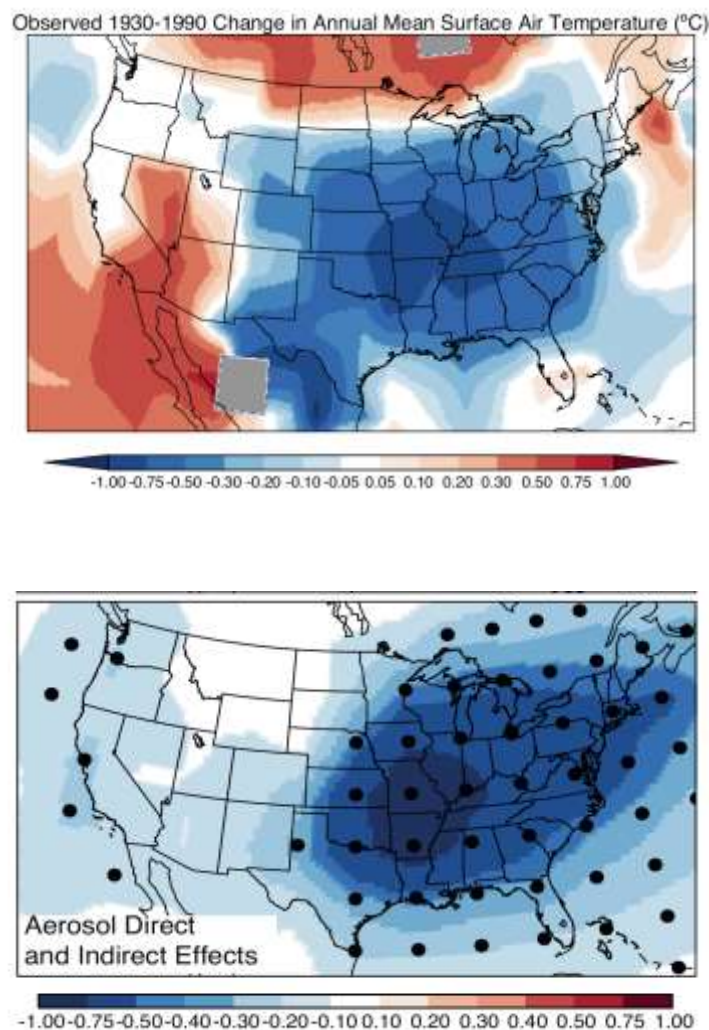 Observed 1930-1990 Change in Annual Mean Surface Air Temperature (ºC)
-1.00 -0.75 -0.50 -0.30 -0.20 -0.10 -0.05 0.05 0.10 0.20 0.30 0.50 0.75 1.00
Aerosol Direct
and Indirect Effects
-1.00 -0.75 -0.50 -0.40 -0.30 -0.20 -0.10 0.10 0.20 0.30 0.40 0.50 0.75 1.00